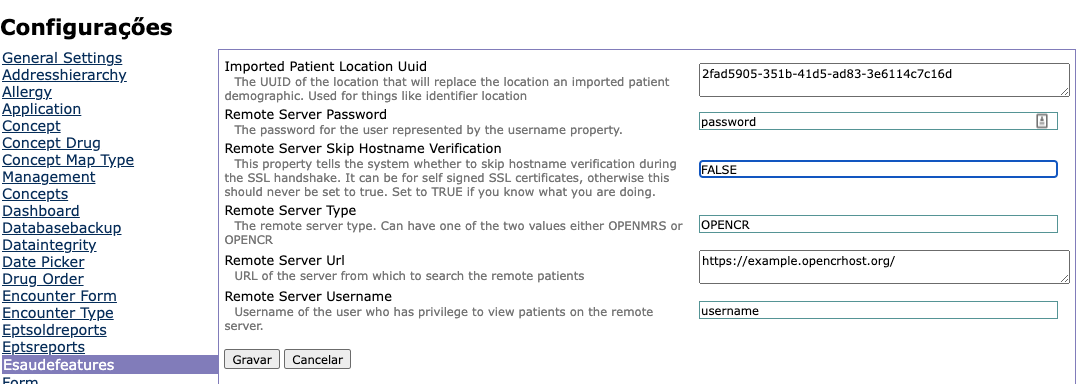 Configurações
General Settings
Addresshierarchy
Allergy
Application
Concept
Concept Drug
Concept Map Type
Management
Concepts
Dashboard
Databasebackup
Dataintegrity
Date Picker
Drug Order
Encounter Form
Encounter Type
Eptsoldreports
Eptsreports
Esaudefeatures
Form
Imported Patient Location Uuid
The UUID of the location that will replace the location an imported patient
demographic. Used for things like identifier location
2fad5905-351b-41d5-ad83-3e6114c7c16d
Remote Server Password
The password for the user represented by the username property.
password
Remote Server Skip Hostname Verification
This property tells the system whether to skip hostname verification during
the SSL handshake. It can be for self signed SSL certificates, otherwise this
should never be set to true. Set to TRUE if you know what you are doing.
FALSE
Remote Server Type
The remote server type. Can have one of the two values either OPENMRS or
OPENCR
OPENCR
Remote Server Url
URL of the server from which to search the remote patients
https://example.opencrhost.org/
Remote Server Username
Username of the user who has privilege to view patients on the remote
server.
username
Gravar Cancelar